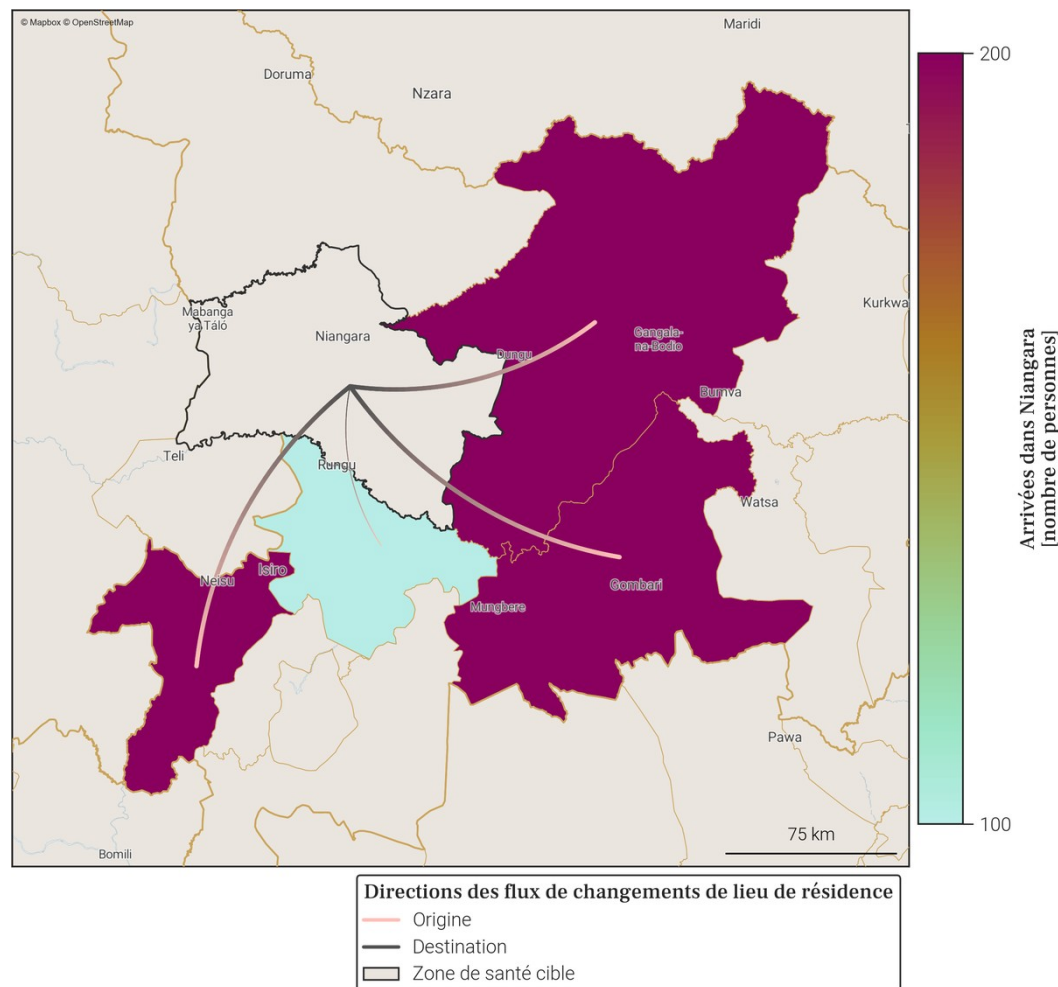 © Mapbox © OpenStreetMap
Maridi
Doruma
Nzara
Kurkwa
Mabanga
ya Táló
Niangara
Gangala-
na-Bodio
Dungu
Bumva
Teli
Rungu
Watsa
Neisu
Isiro
Gombari
Mungbere
Pawa
75 km
Bomili
200
100
Arrivées dans Niangara
[nombre de personnes]
Directions des flux de changements de lieu de résidence
Origine
Destination
Zone de santé cible